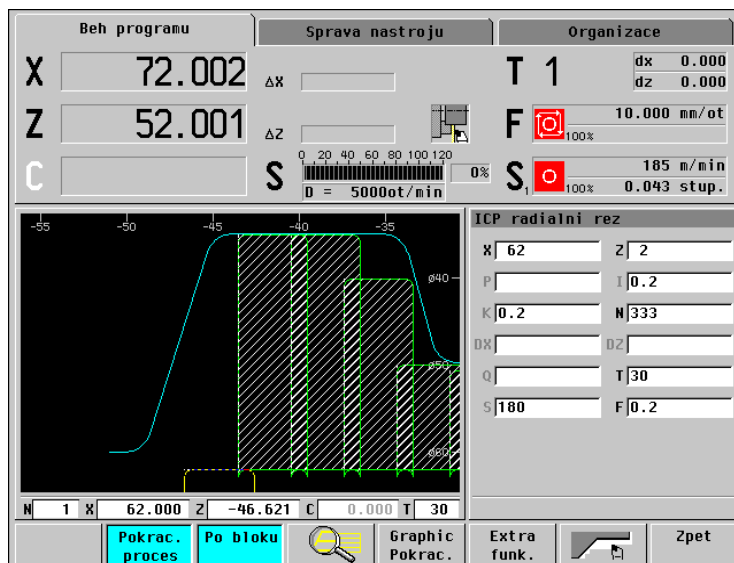 Beh programu Sprava nastroju Organizace
X 72.002 ΔX T 1 dx 0.000
dz 0.000
Z 52.001 ΔZ F 100% 10.000 mm/ot
C S 0 20 40 60 80 100 120 0% S1 100% 185 m/min
D = 5000ot/min 0.043 stup.
-55 -50 -45 -40 -35
ø40
ø50
ø60
ICP radialni rez
X 62 Z 2
P I 0.2
K 0.2 N 333
DX DZ
Q T 30
S 180 F 0.2
N 1 X 62.000 Z -46.621 C 0.000 T 30
Pokrac. proces Po bloku Graphic Pokrac. Extra funk. Zpet